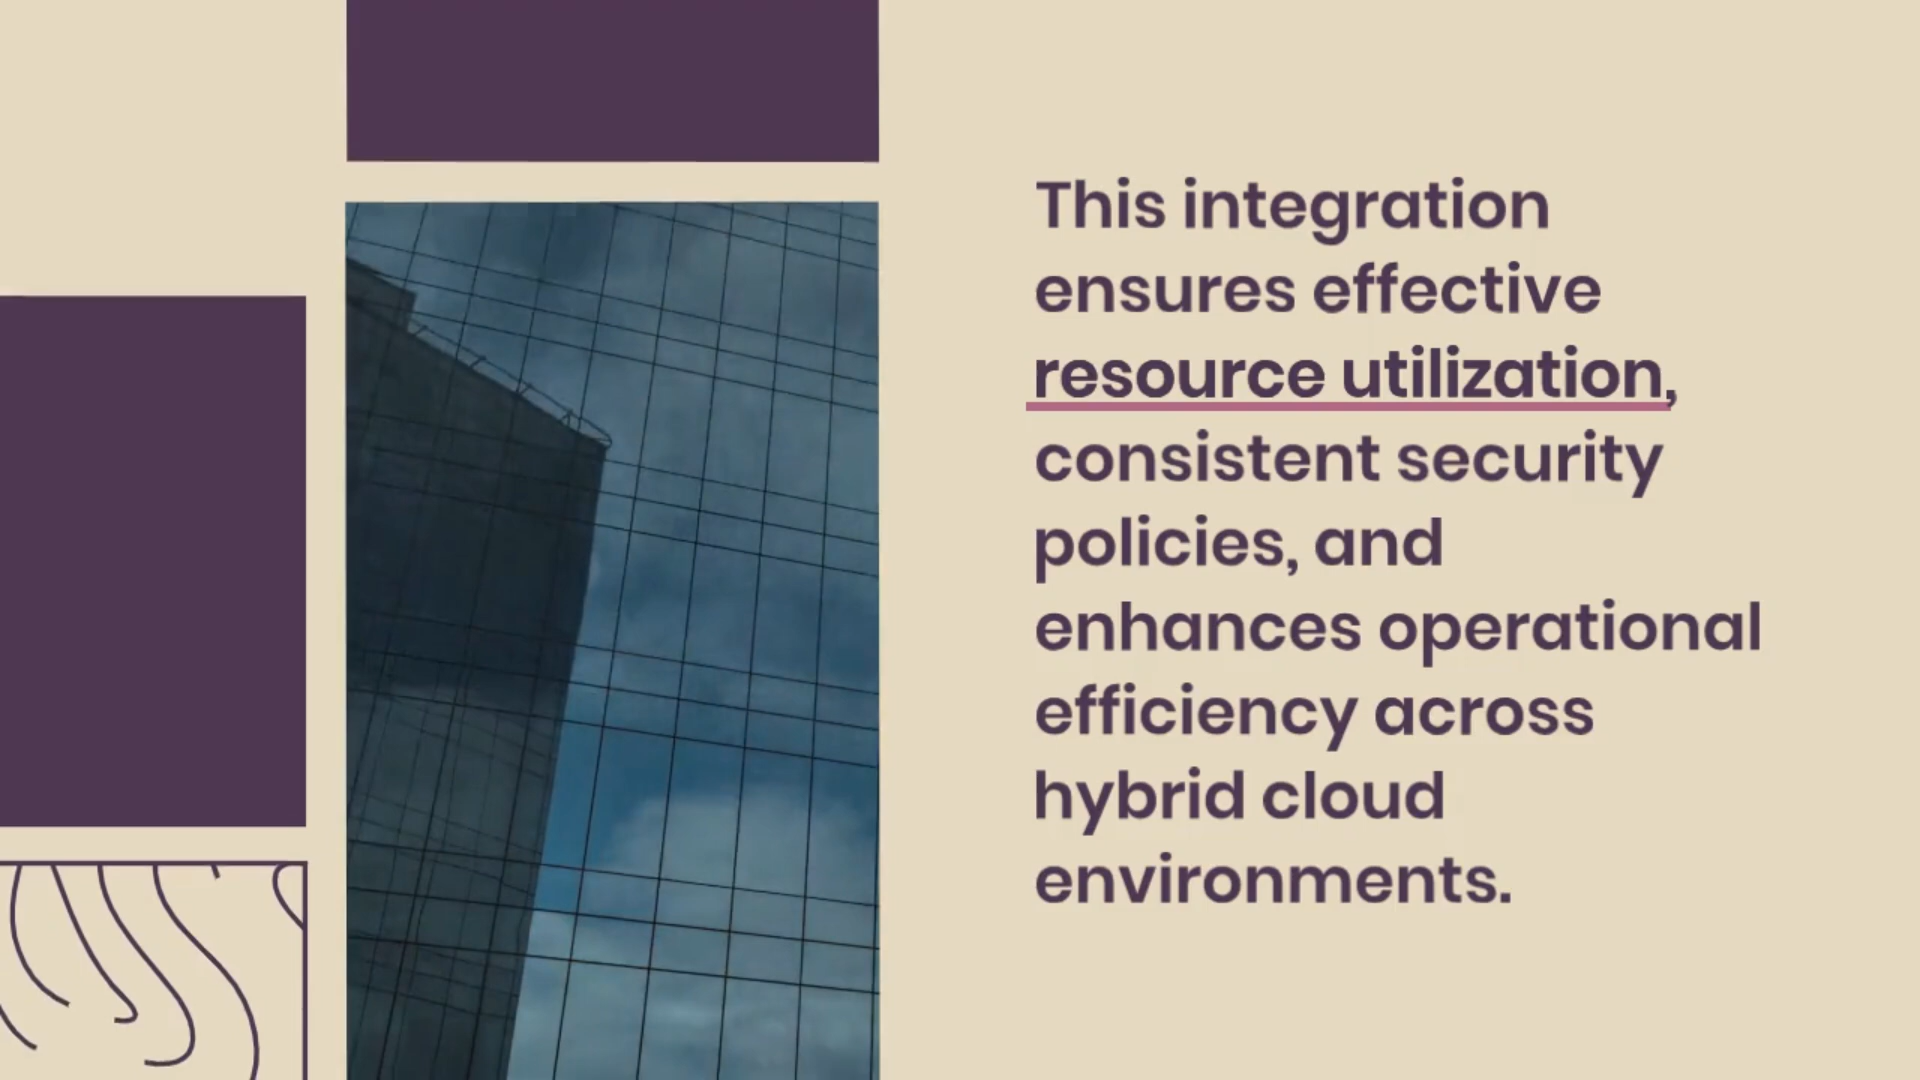 This integration
ensures effective
resource utilization,
consistent security
policies, and
enhances operational
efficiency across
hybrid cloud
environments.